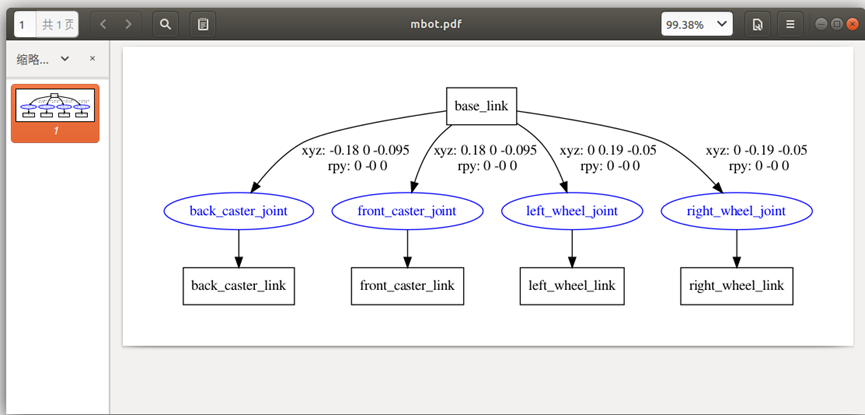 1
共 1 页
mbot.pdf
99.38%
缩略...
1
base_link
xyz: -0.18 0 -0.095
rpy: 0 -0 0
xyz: 0.18 0 -0.095
rpy: 0 -0 0
xyz: 0 0.19 -0.05
rpy: 0 -0 0
xyz: 0 -0.19 -0.05
rpy: 0 -0 0
back_caster_joint
front_caster_joint
left_wheel_joint
right_wheel_joint
back_caster_link
front_caster_link
left_wheel_link
right_wheel_link